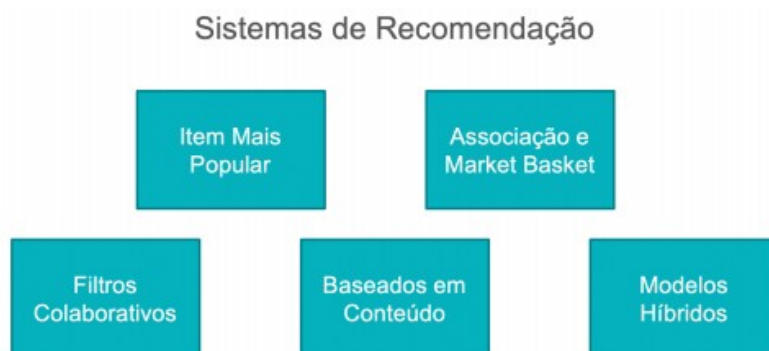 Sistemas de Recomendação
Item Mais
Popular
Associação e
Market Basket
Filtros
Colaborativos
Baseados em
Conteúdo
Modelos
Híbridos